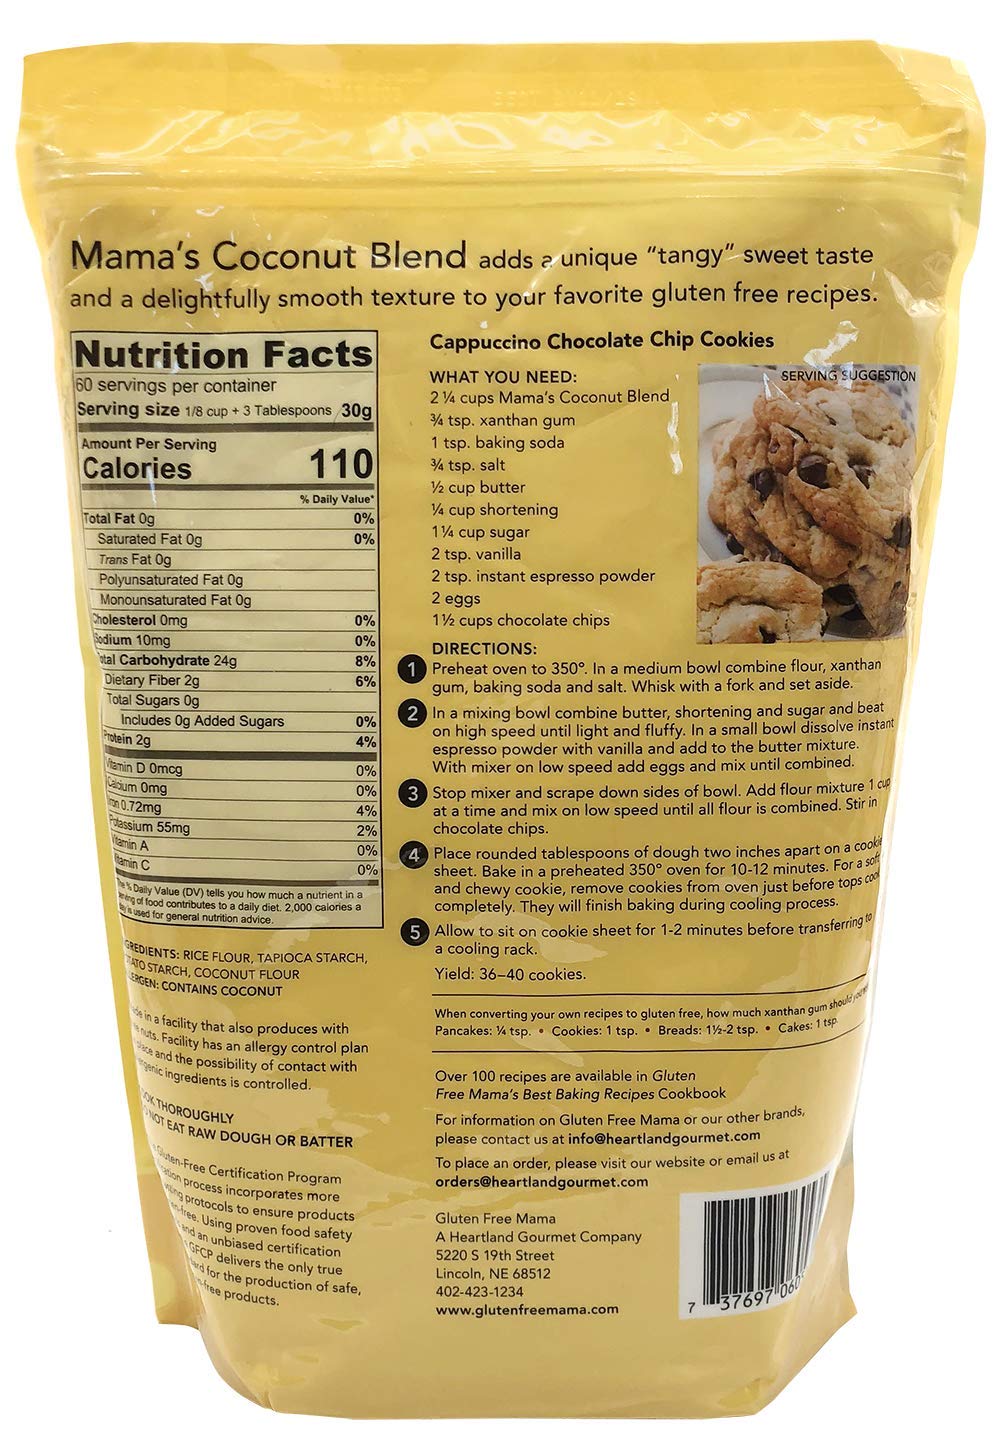 Mama's Coconut Blend adds a unique "tangy" sweet taste
and a delightfully smooth texture to your favorite gluten free recipes.
Nutrition Facts
60 servings per container
Serving size 1/8 cup + 3 Tablespoons 30g
Amount Per Serving
Calories 110
% Daily Value*
Total Fat 0g 0%
Saturated Fat 0g 0%
Trans Fat 0g
Polyunsaturated Fat 0g
Monounsaturated Fat 0g
Cholesterol 0mg 0%
Sodium 10mg 0%
Total Carbohydrate 24g 8%
Dietary Fiber 2g 6%
Total Sugars 0g
Includes 0g Added Sugars 0%
Protein 2g 4%
Vitamin D 0mcg 0%
Calcium 0mg 0%
Iron 0.72mg 4%
Potassium 55mg 2%
Vitamin A 0%
Vitamin C 0%
The % Daily Value (DV) tells you how much a nutrient in a
serving of food contributes to a daily diet. 2,000 calories a
day is used for general nutrition advice.
INGREDIENTS: RICE FLOUR, TAPIOCA STARCH,
POTATO STARCH, COCONUT FLOUR
ALLERGEN: CONTAINS COCONUT
in a facility that also produces with
nuts. Facility has an allergy control plan
place and the possibility of contact with
ingredients is controlled.
COOK THOROUGHLY
DO NOT EAT RAW DOUGH OR BATTER
Gluten-Free Certification Program
process incorporates more
protocols to ensure products
Using proven food safety
and an unbiased certification
GFCP delivers the only true
for the production of safe,
products.
Cappuccino Chocolate Chip Cookies
WHAT YOU NEED:
2 ¼ cups Mama's Coconut Blend
¾ tsp. xanthan gum
1 tsp. baking soda
¾ tsp. salt
½ cup butter
¼ cup shortening
1 ¼ cup sugar
2 tsp. vanilla
2 tsp. instant espresso powder
2 eggs
1½ cups chocolate chips
SERVING SUGGESTION
DIRECTIONS:
1 Preheat oven to 350°. In a medium bowl combine flour, xanthan
gum, baking soda and salt. Whisk with a fork and set aside.
2 In a mixing bowl combine butter, shortening and sugar and beat
on high speed until light and fluffy. In a small bowl dissolve instant
espresso powder with vanilla and add to the butter mixture.
With mixer on low speed add eggs and mix until combined.
3 Stop mixer and scrape down sides of bowl. Add flour mixture 1 cup
at a time and mix on low speed until all flour is combined. Stir in
chocolate chips.
4 Place rounded tablespoons of dough two inches apart on a cookie
sheet. Bake in a preheated 350° oven for 10-12 minutes. For a soft
and chewy cookie, remove cookies from oven just before tops cook
completely. They will finish baking during cooling process.
5 Allow to sit on cookie sheet for 1-2 minutes before transferring to
a cooling rack.
Yield: 36–40 cookies.
When converting your own recipes to gluten free, how much xanthan gum should you
Pancakes: ¼ tsp. • Cookies: 1 tsp. • Breads: 1½-2 tsp. • Cakes: 1 tsp.
Over 100 recipes are available in Gluten
Free Mama's Best Baking Recipes Cookbook
For information on Gluten Free Mama or our other brands,
please contact us at info@heartlandgourmet.com
To place an order, please visit our website or email us at
orders@heartlandgourmet.com
Gluten Free Mama
A Heartland Gourmet Company
5220 S 19th Street
Lincoln, NE 68512
402-423-1234
www.glutenfreemama.com
7 37697 060